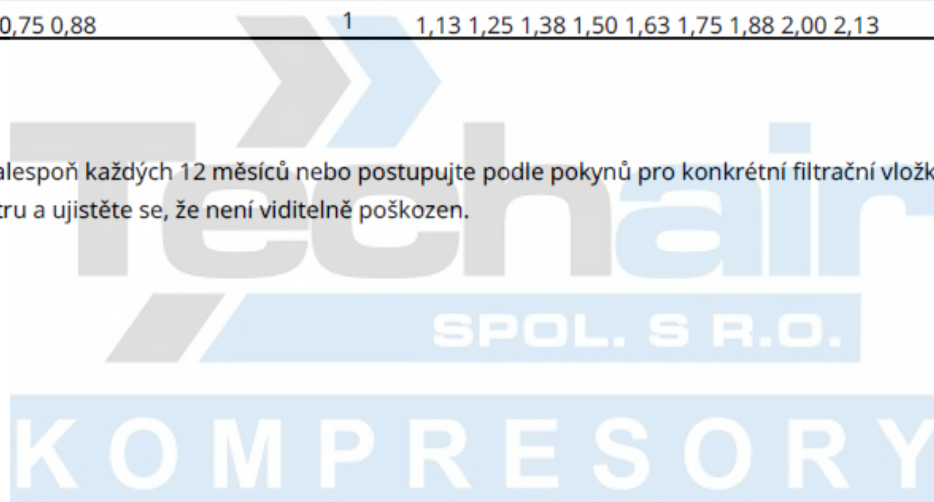 0,75 0,88 1 1,13 1,25 1,38 1,50 1,63 1,75 1,88 2,00 2,13
alespoň každých 12 měsíců nebo postupujte podle pokynů pro konkrétní filtrační vložk
tru a ujistěte se, že není viditelně poškozen.
Techair
SPOL. S R.O.
KOMPRESORY